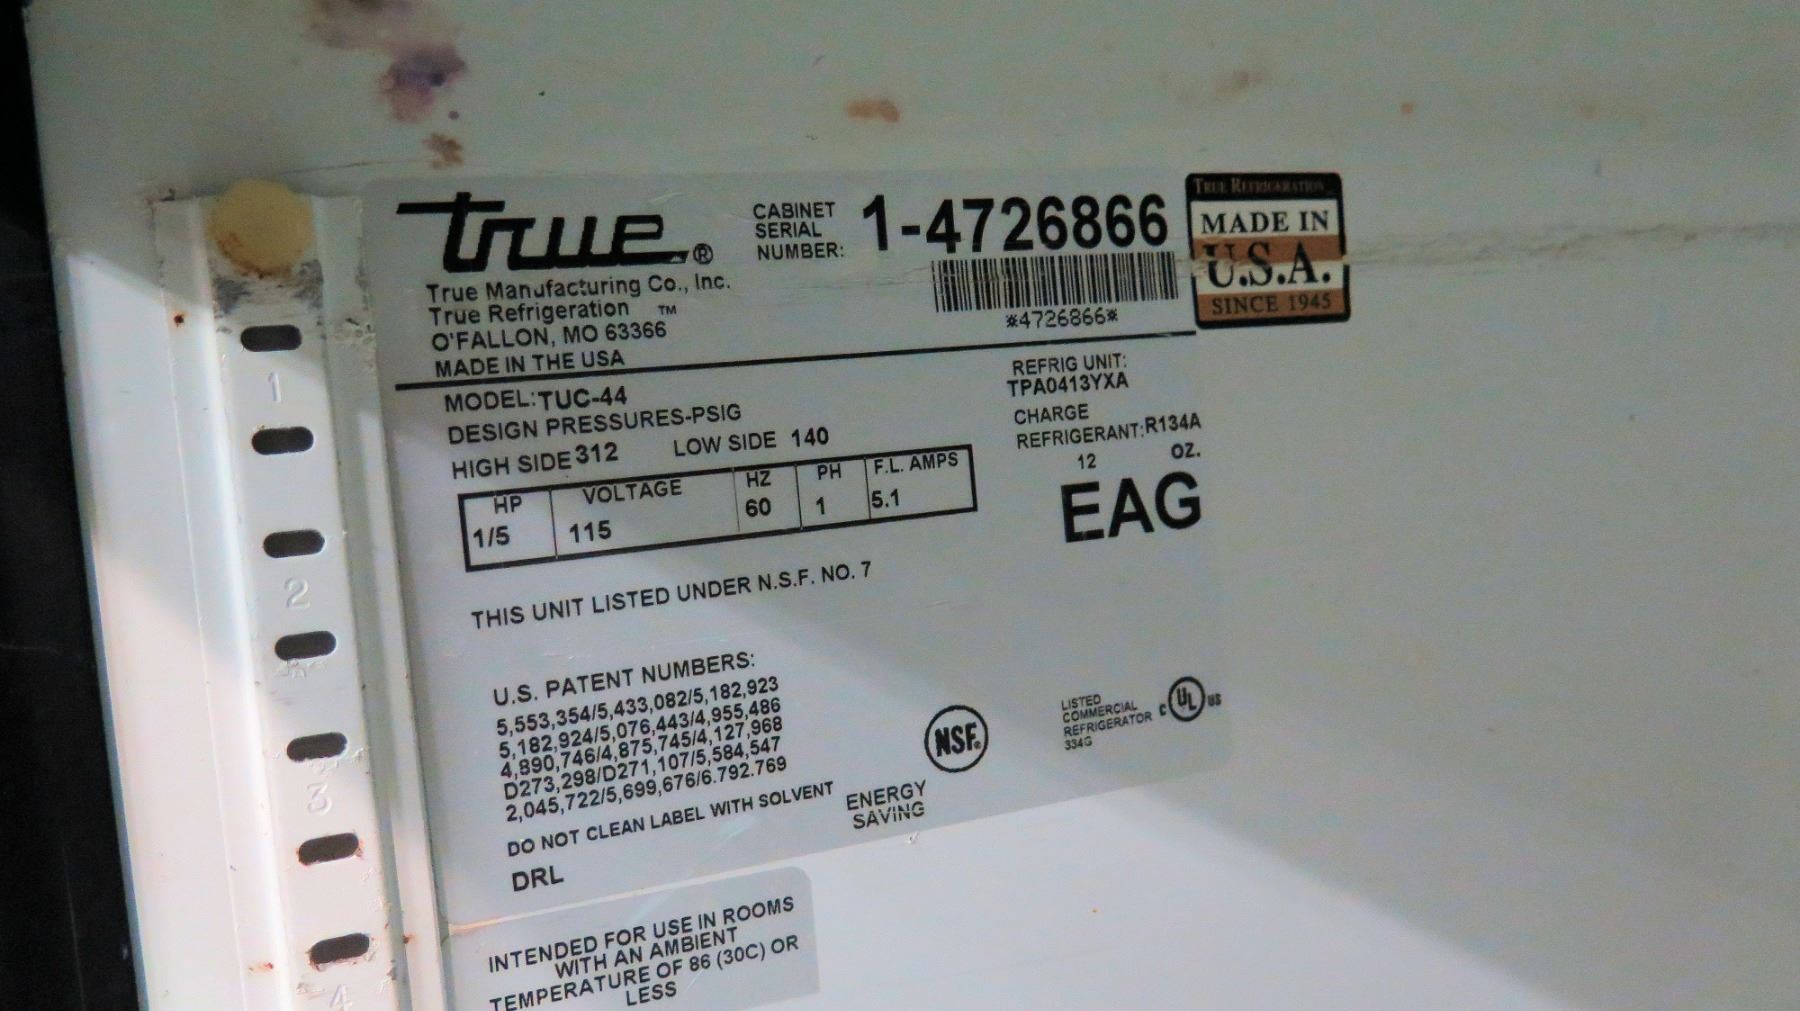 true®
True Manufacturing Co., Inc.
True Refrigeration ™
O'FALLON, MO 63366
MADE IN THE USA
CABINET
SERIAL
NUMBER:
1-4726866
*4726866*
TRUE REFRIGERATION
MADE IN
U.S.A.
SINCE 1945
MODEL:TUC-44
DESIGN PRESSURES-PSIG
HIGH SIDE 312 LOW SIDE 140
REFRIG UNIT:
TPA0413YXA
CHARGE
REFRIGERANT:R134A
12 OZ.
EAG
HP VOLTAGE HZ PH F.L. AMPS
1/5 115 60 1 5.1
THIS UNIT LISTED UNDER N.S.F. NO. 7
U.S. PATENT NUMBERS:
5,553,354/5,433,082/5,182,923
5,182,924/5,076,443/4,955,486
4,890,746/4,875,745/4,127,968
D273,298/D271,107/5,584,547
2,045,722/5,699,676/6.792.769
DO NOT CLEAN LABEL WITH SOLVENT
DRL
ENERGY
SAVING
NSF®
LISTED
COMMERCIAL
REFRIGERATOR
334G
C UL US
INTENDED FOR USE IN ROOMS
WITH AN AMBIENT
TEMPERATURE OF 86 (30C) OR
LESS
1
2
3
4